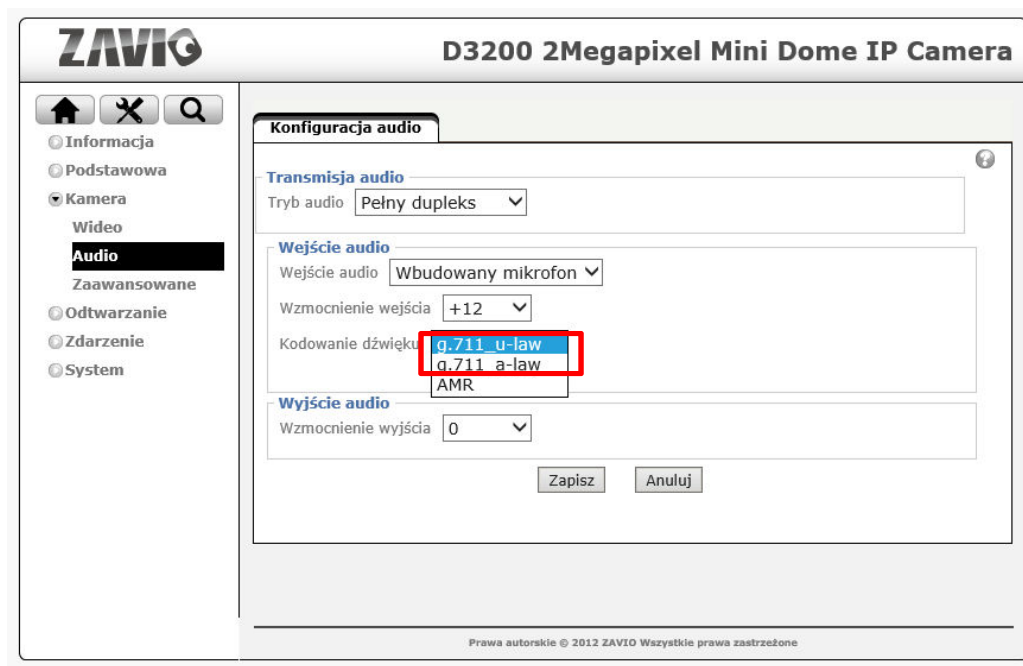 ZAVIO
D3200 2Megapixel Mini Dome IP Camera
Informacja
Podstawowa
Kamera
Wideo
Audio
Zaawansowane
Odtwarzanie
Zdarzenie
System
Konfiguracja audio
Transmisja audio
Tryb audio Pełny dupleks
Wejście audio
Wejście audio Wbudowany mikrofon
Wzmocnienie wejścia +12
Kodowanie dźwięku g.711_u-law
g.711_a-law
AMR
Wyjście audio
Wzmocnienie wyjścia 0
Zapisz Anuluj
Prawa autorskie © 2012 ZAVIO Wszystkie prawa zastrzeżone